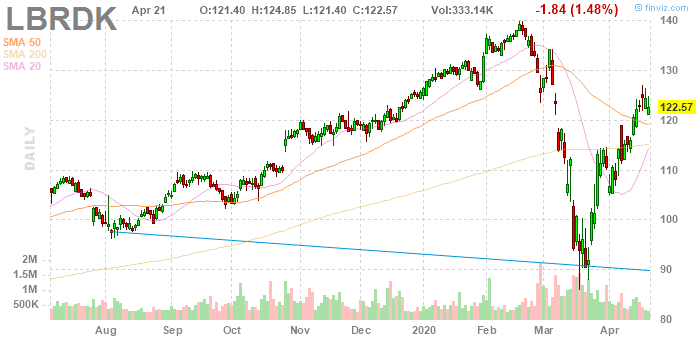 LBRDK Apr 21 O:121.40 H:124.85 L:121.40 C:122.57 Vol:333.14K -1.84 (1.48%) © finviz.com
SMA 50
SMA 200
SMA 20
DAILY
140
130
122.57
120
110
100
90
80
2M
1.5M
1M
500K
Aug Sep Oct Nov Dec 2020 Feb Mar Apr